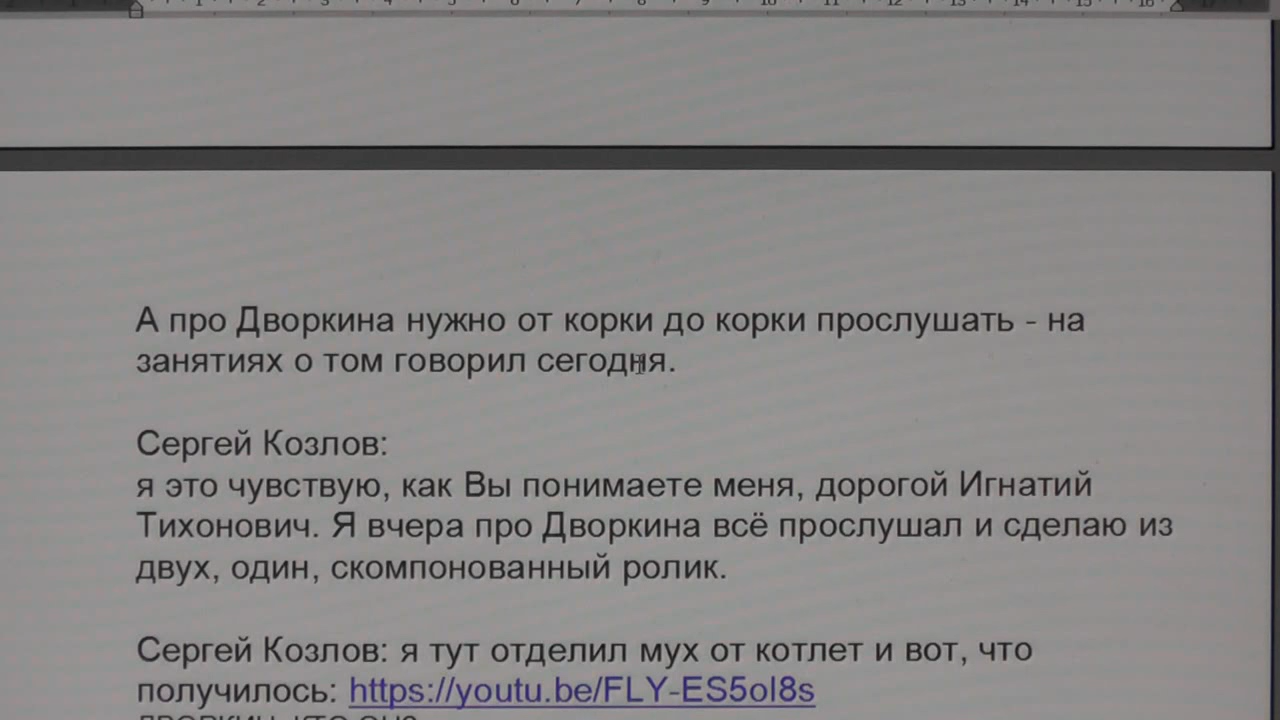 А про Дворкина нужно от корки до корки прослушать - на
занятиях о том говорил сегодня.
Сергей Козлов:
я это чувствую, как Вы понимаете меня, дорогой Игнатий
Тихонович. Я вчера про Дворкина всё прослушал и сделаю из
двух, один, скомпонованный ролик.
Сергей Козлов: я тут отделил мух от котлет и вот, что
получилось: https://youtu.be/FLY-ES5ol8s